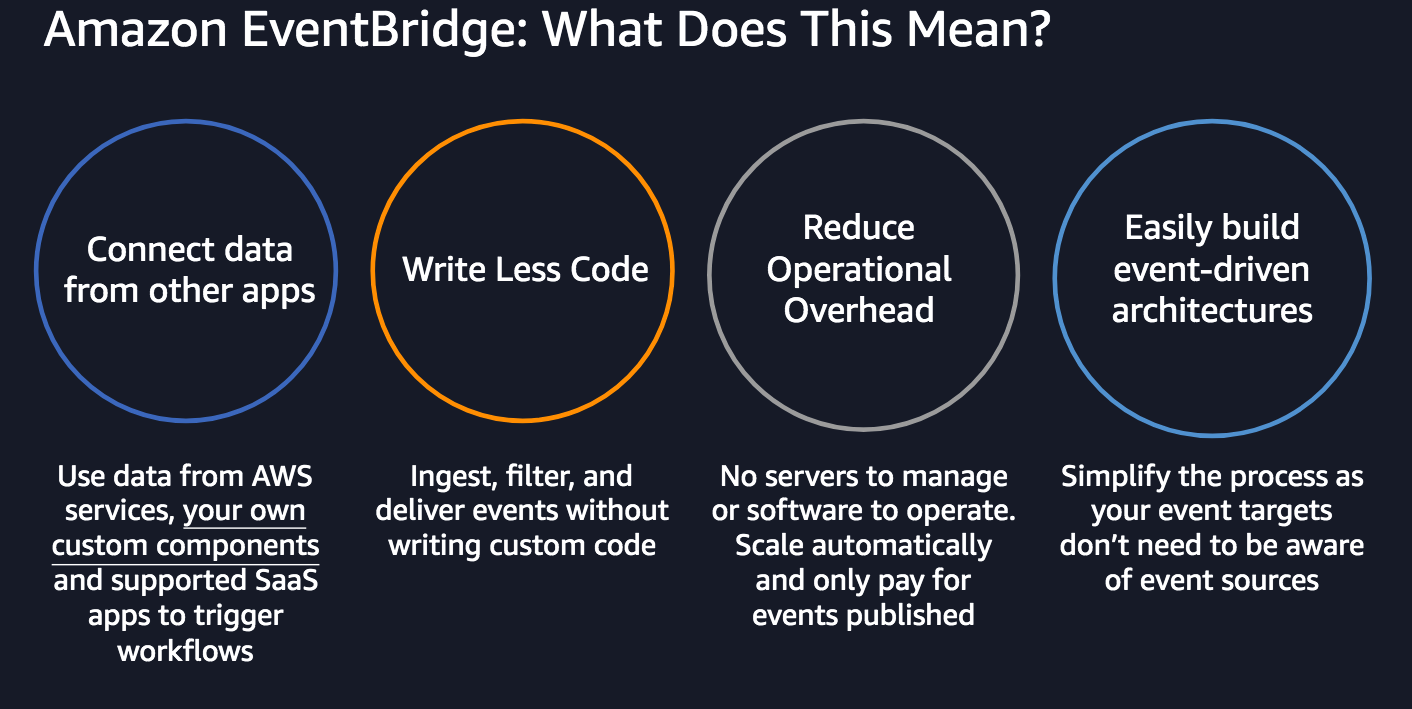 Amazon EventBridge: What Does This Mean?
Connect data
from other apps
Write Less Code
Reduce
Operational
Overhead
Easily build
event-driven
architectures
Use data from AWS
services, your own
custom components
and supported SaaS
apps to trigger
workflows
Ingest, filter, and
deliver events without
writing custom code
No servers to manage
or software to operate.
Scale automatically
and only pay for
events published
Simplify the process as
your event targets
don’t need to be aware
of event sources